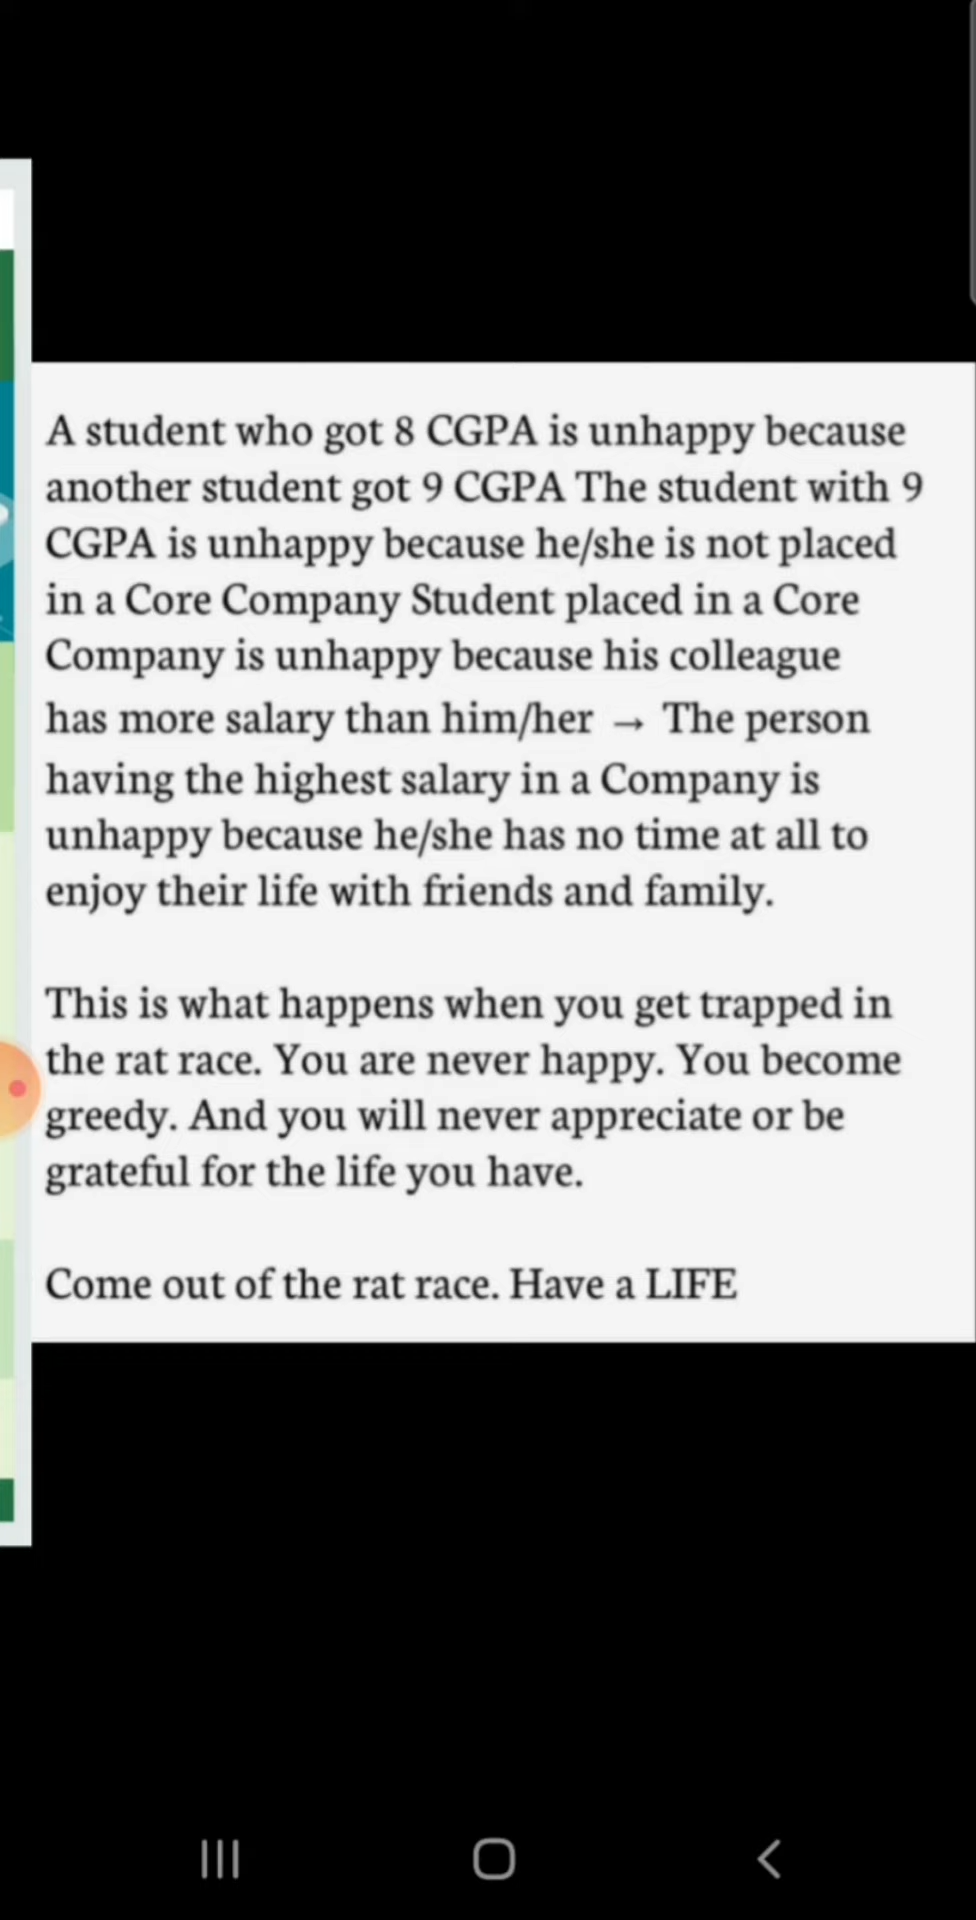 A student who got 8 CGPA is unhappy because
another student got 9 CGPA The student with 9
CGPA is unhappy because he/she is not placed
in a Core Company Student placed in a Core
Company is unhappy because his colleague
has more salary than him/her → The person
having the highest salary in a Company is
unhappy because he/she has no time at all to
enjoy their life with friends and family.
This is what happens when you get trapped in
the rat race. You are never happy. You become
greedy. And you will never appreciate or be
grateful for the life you have.
Come out of the rat race. Have a LIFE